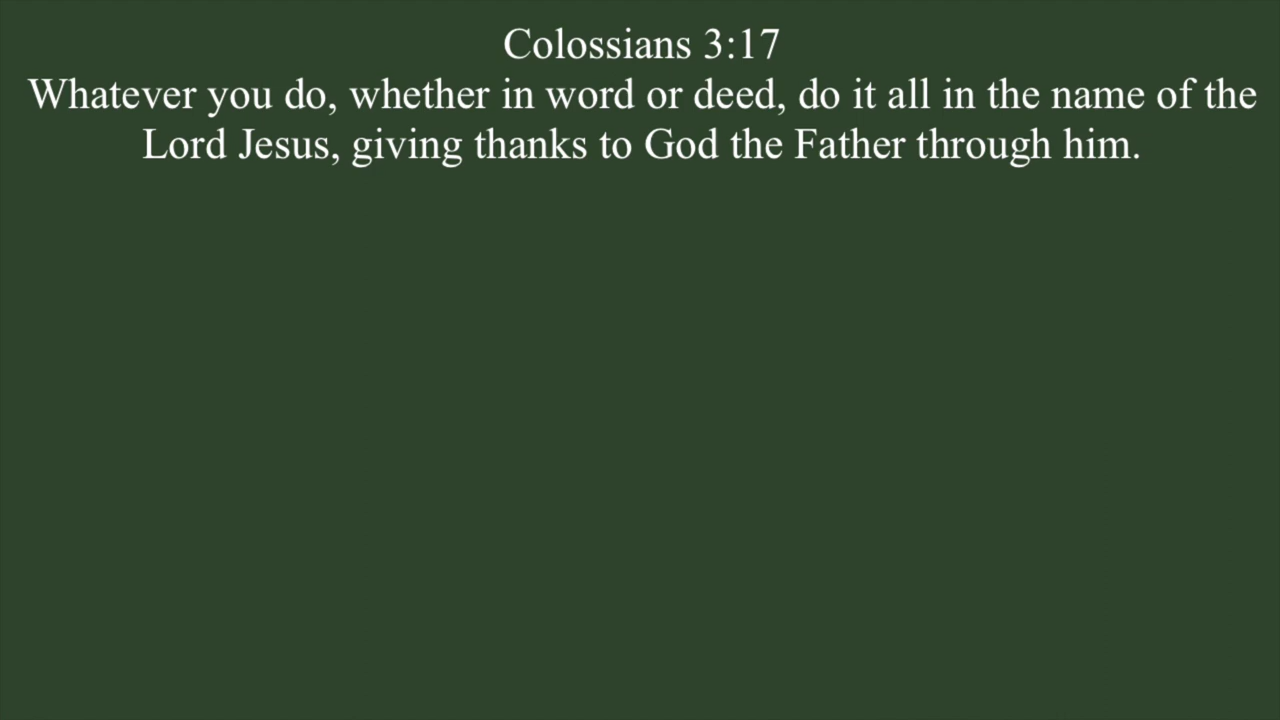 Colossians 3:17
Whatever you do, whether in word or deed, do it all in the name of the
Lord Jesus, giving thanks to God the Father through him.